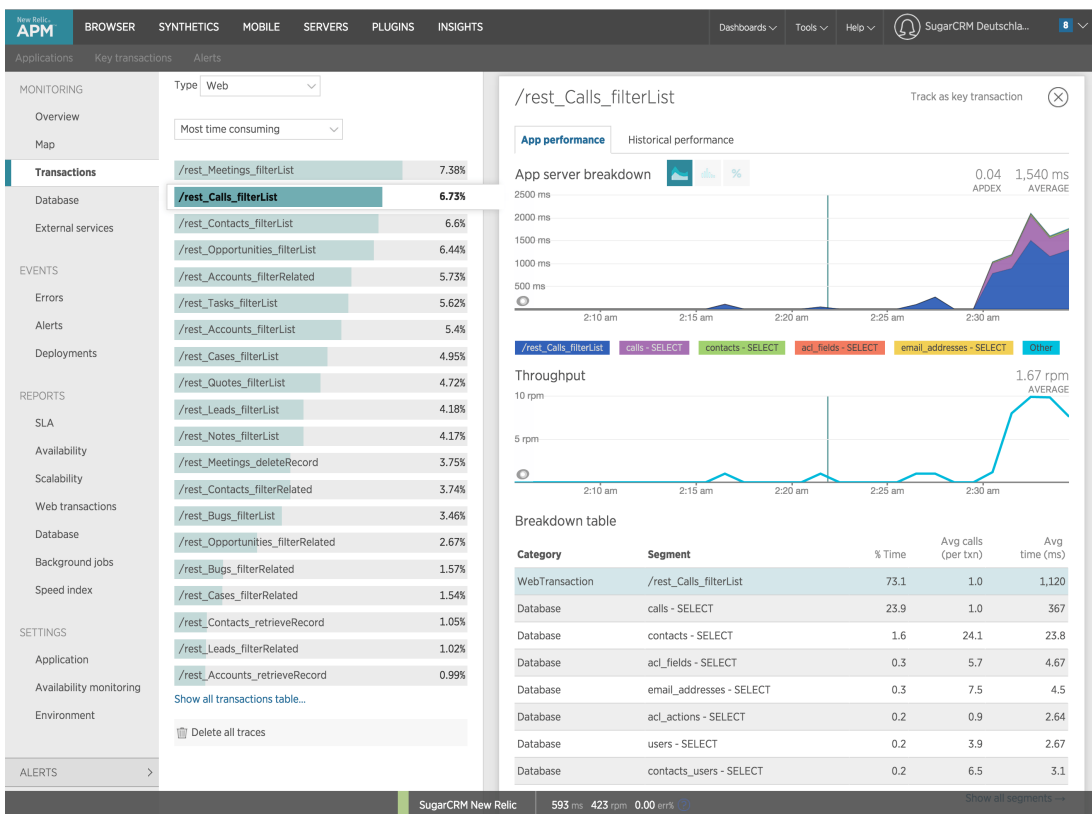 New Relic.
APM BROWSER SYNTHETICS MOBILE SERVERS PLUGINS INSIGHTS Dashboards Tools Help SugarCRM Deutschla... 8
Applications Key transactions Alerts
MONITORING
Overview
Map
Transactions
Database
External services
EVENTS
Errors
Alerts
Deployments
REPORTS
SLA
Availability
Scalability
Web transactions
Database
Background jobs
Speed index
SETTINGS
Application
Availability monitoring
Environment
ALERTS
Type Web
Most time consuming
/rest_Meetings_filterList 7.38%
/rest_Calls_filterList 6.73%
/rest_Contacts_filterList 6.6%
/rest_Opportunities_filterList 6.44%
/rest_Accounts_filterRelated 5.73%
/rest_Tasks_filterList 5.62%
/rest_Accounts_filterList 5.4%
/rest_Cases_filterList 4.95%
/rest_Quotes_filterList 4.72%
/rest_Leads_filterList 4.18%
/rest_Notes_filterList 4.17%
/rest_Meetings_deleteRecord 3.75%
/rest_Contacts_filterRelated 3.74%
/rest_Bugs_filterList 3.46%
/rest_Opportunities_filterRelated 2.67%
/rest_Bugs_filterRelated 1.57%
/rest_Cases_filterRelated 1.54%
/rest_Contacts_retrieveRecord 1.05%
/rest_Leads_filterRelated 1.02%
/rest_Accounts_retrieveRecord 0.99%
Show all transactions table...
Delete all traces
/rest_Calls_filterList Track as key transaction
App performance Historical performance
App server breakdown % 0.04 1,540 ms
APDEX AVERAGE
2500 ms
2000 ms
1500 ms
1000 ms
500 ms
2:10 am 2:15 am 2:20 am 2:25 am 2:30 am
/rest_Calls_filterList calls - SELECT contacts - SELECT acl_fields - SELECT email_addresses - SELECT Other
Throughput 1.67 rpm
AVERAGE
10 rpm
5 rpm
2:10 am 2:15 am 2:20 am 2:25 am 2:30 am
Breakdown table
Category Segment % Time Avg calls (per txn) Avg time (ms)
WebTransaction /rest_Calls_filterList 73.1 1.0 1,120
Database calls - SELECT 23.9 1.0 367
Database contacts - SELECT 1.6 24.1 23.8
Database acl_fields - SELECT 0.3 5.7 4.67
Database email_addresses - SELECT 0.3 7.5 4.5
Database acl_actions - SELECT 0.2 0.9 2.64
Database users - SELECT 0.2 3.9 2.67
Database contacts_users - SELECT 0.2 6.5 3.1
Show all segments →
SugarCRM New Relic 593 ms 423 rpm 0.00 err%